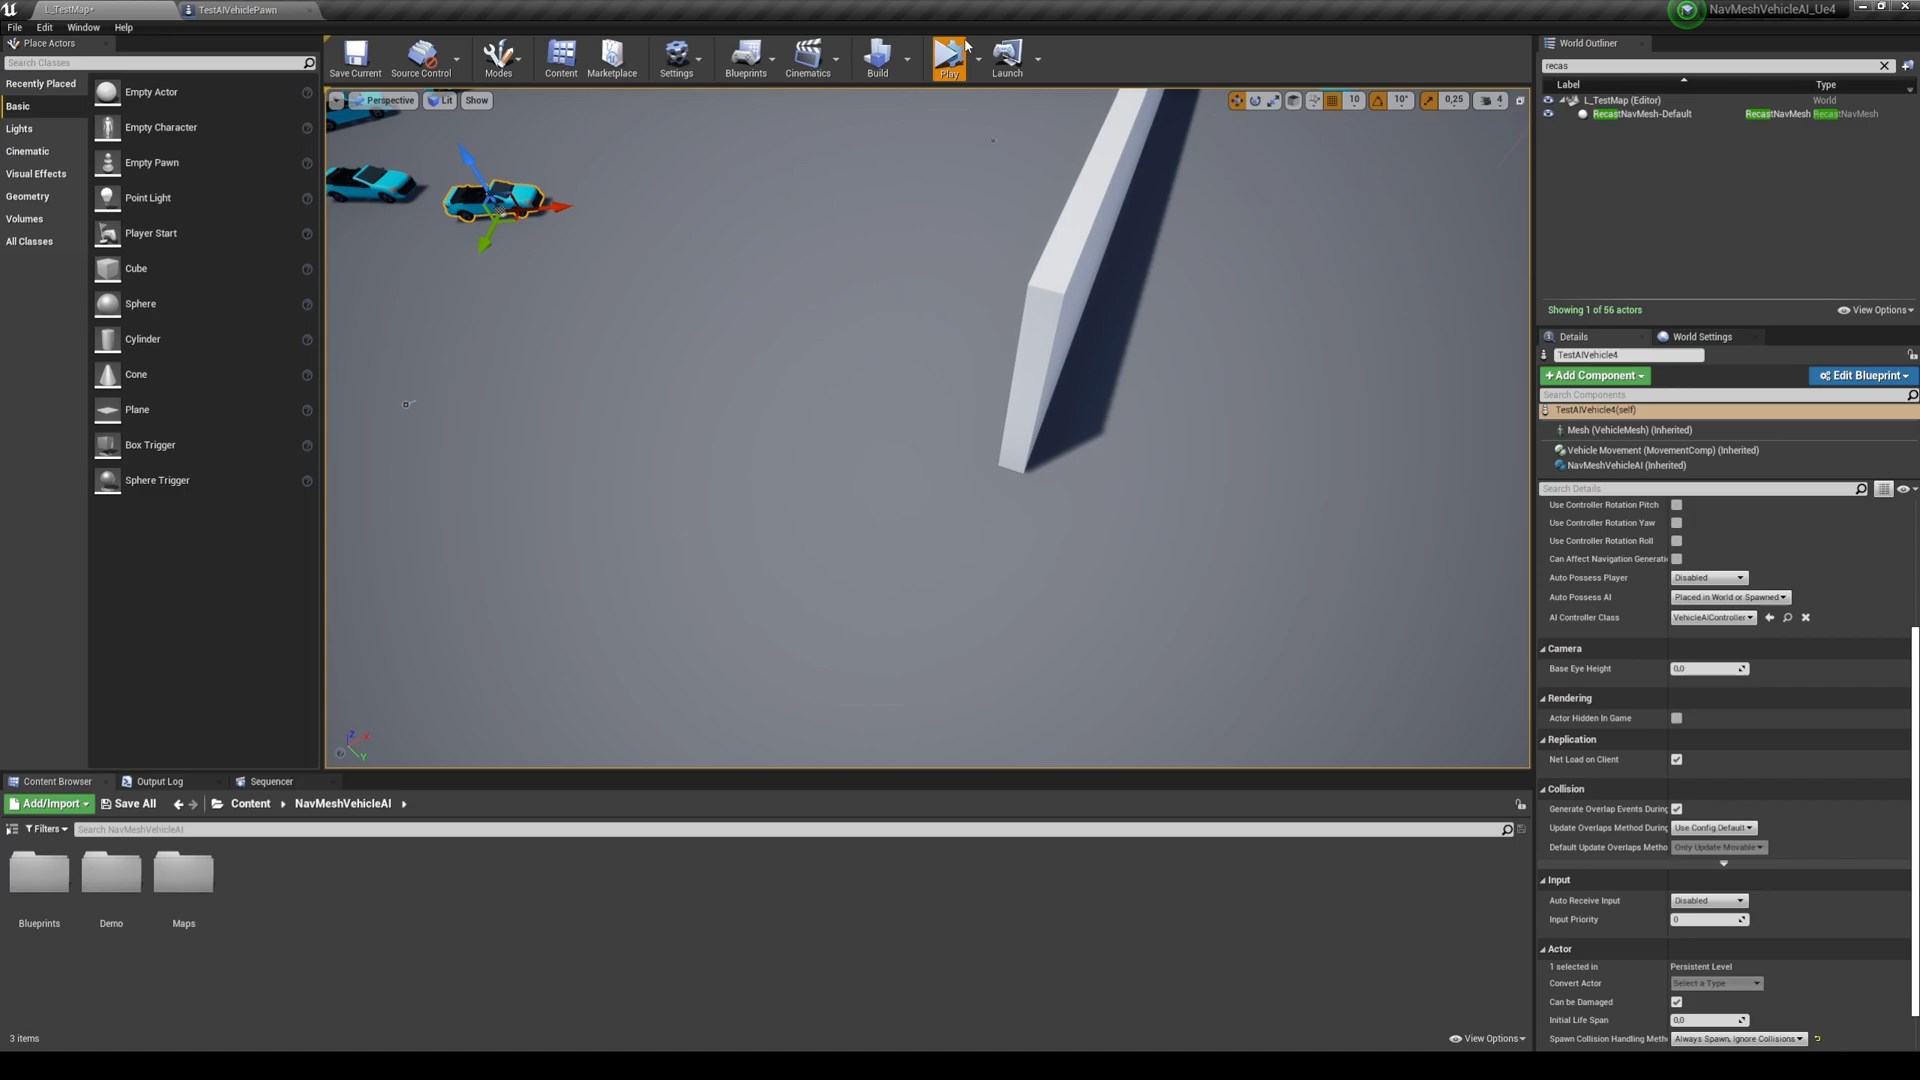 L_TestMap*
TestAIVehiclePawn
NavMeshVehicleAI_Ue4
File Edit Window Help
Place Actors
Search Classes
Recently Placed
Basic
Lights
Cinematic
Visual Effects
Geometry
Volumes
All Classes
Empty Actor
Empty Character
Empty Pawn
Point Light
Player Start
Cube
Sphere
Cylinder
Cone
Plane
Box Trigger
Sphere Trigger
Save Current
Source Control
Modes
Content
Marketplace
Settings
Blueprints
Cinematics
Build
Play
Launch
Perspective Lit Show
10 10° 0,25 4
Z X Y
World Outliner
recas
Label Type
L_TestMap (Editor) World
RecastNavMesh-Default RecastNavMesh RecastNavMesh
Showing 1 of 56 actors View Options
Details World Settings
TestAIVehicle4
+Add Component Edit Blueprint
Search Components
TestAIVehicle4(self)
Mesh (VehicleMesh) (Inherited)
Vehicle Movement (MovementComp) (Inherited)
NavMeshVehicleAI (Inherited)
Search Details
Use Controller Rotation Pitch
Use Controller Rotation Yaw
Use Controller Rotation Roll
Can Affect Navigation Generati
Auto Possess Player Disabled
Auto Possess AI Placed in World or Spawned
AI Controller Class VehicleAIController
Camera
Base Eye Height 0,0
Rendering
Actor Hidden In Game
Replication
Net Load on Client
Collision
Generate Overlap Events During
Update Overlaps Method During Use Config Default
Default Update Overlaps Metho Only Update Movable
Input
Auto Receive Input Disabled
Input Priority 0
Actor
1 selected in Persistent Level
Convert Actor Select a Type
Can be Damaged
Initial Life Span 0,0
Spawn Collision Handling Meth Always Spawn, Ignore Collisions
Content Browser Output Log Sequencer
Add/Import Save All Content NavMeshVehicleAI
Filters Search NavMeshVehicleAI
Blueprints Demo Maps
3 items View Options